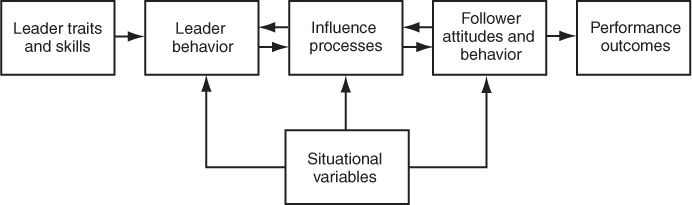 Leader traits
and skills
Leader
behavior
Influence
processes
Follower
attitudes and
behavior
Performance
outcomes
Situational
variables